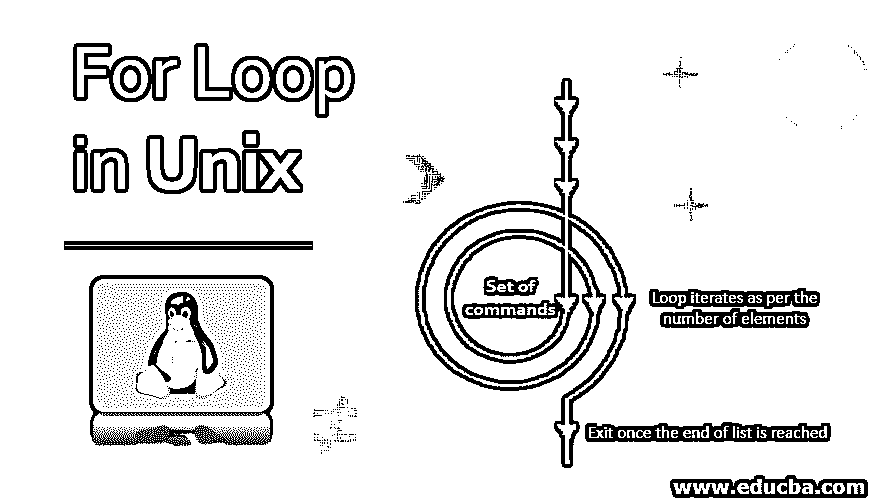 For Loop
in Unix
Set of
commands
Loop iterates as per the
number of elements
Exit once the end of list is reached
www.educba.com